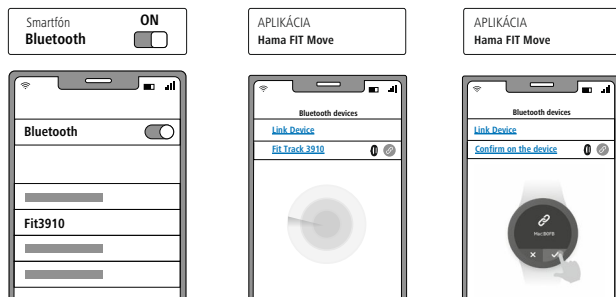 Smartfón
Bluetooth
ON
Bluetooth
Fit3910
APLIKÁCIA
Hama FIT Move
Bluetooth devices
Link Device
Fit Track 3910
APLIKÁCIA
Hama FIT Move
Bluetooth devices
Link Device
Confirm on the device